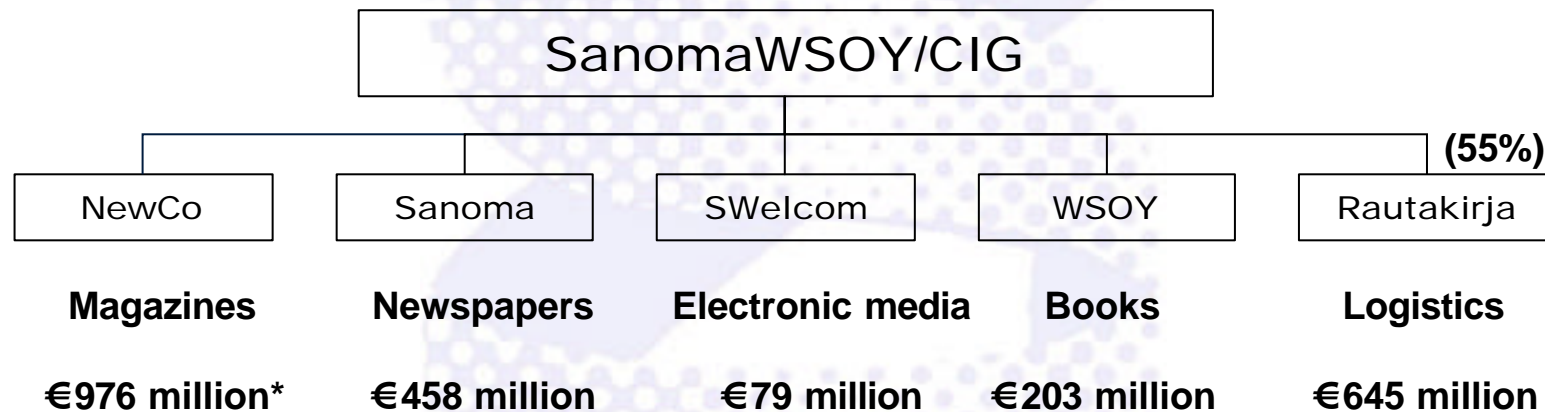 SanomaWSOY/CIG
(55%)
NewCo Sanoma SWelcom WSOY Rautakirja
Magazines Newspapers Electronic media Books Logistics
€976 million* €458 million €79 million €203 million €645 million